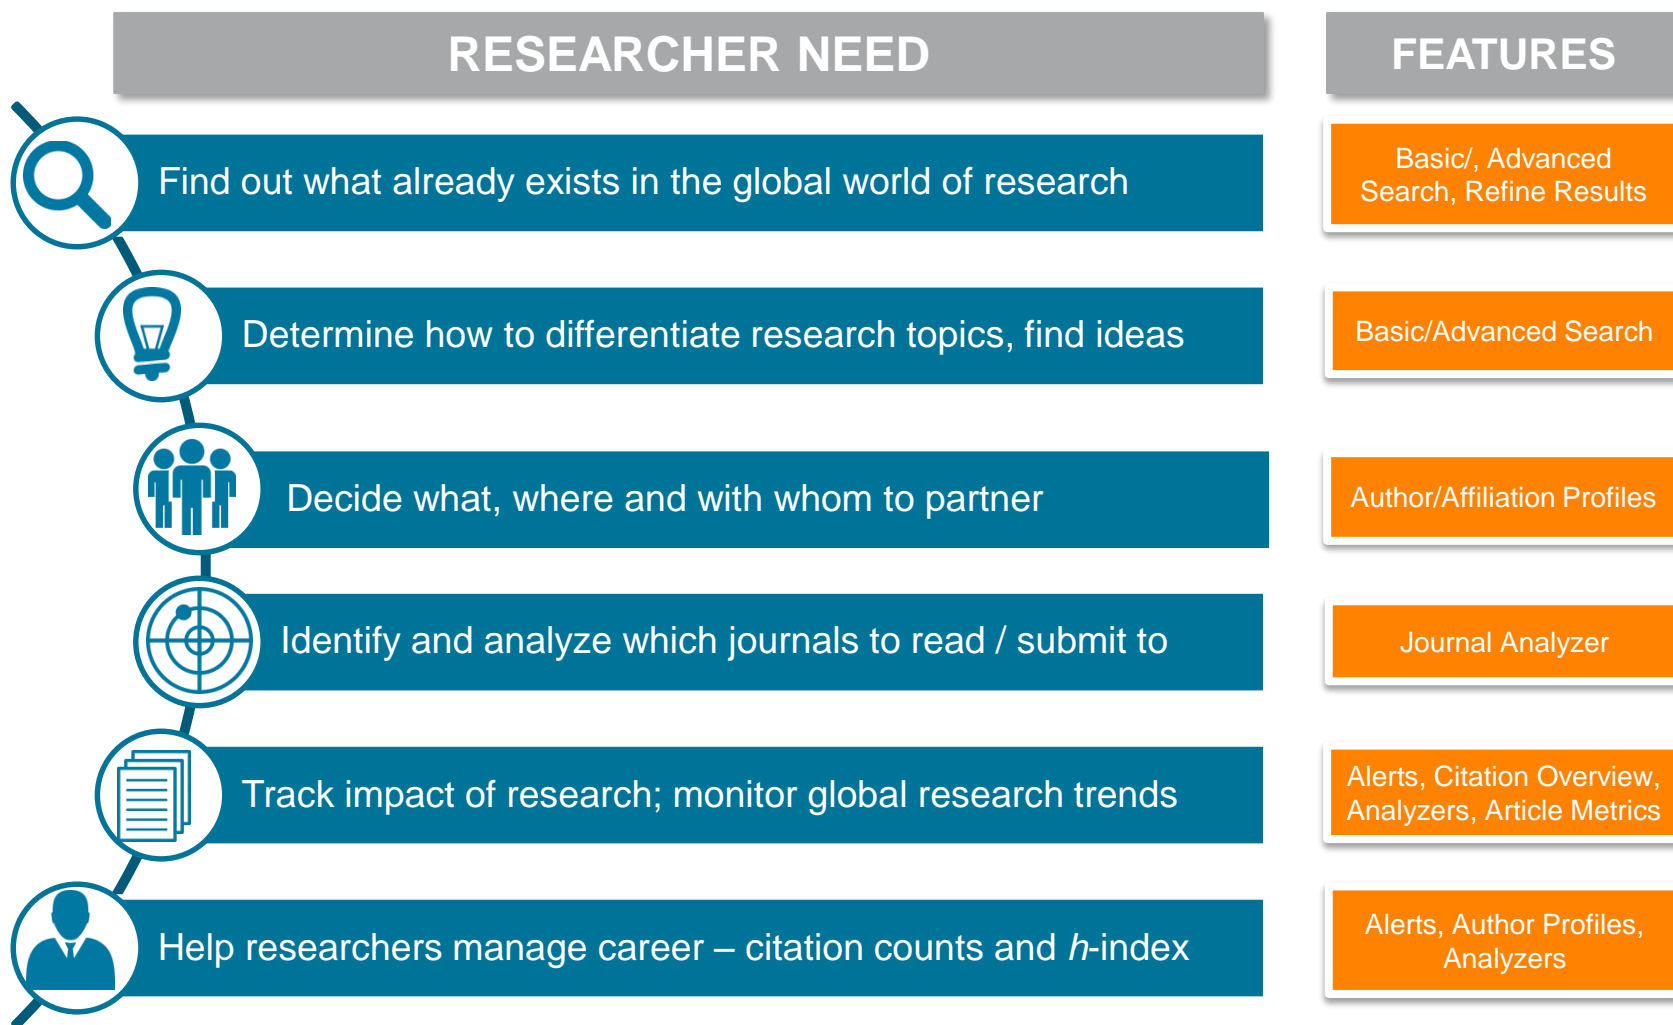 RESEARCHER NEED
FEATURES
Find out what already exists in the global world of research
Basic/, Advanced
Search, Refine Results
Determine how to differentiate research topics, find ideas
Basic/Advanced Search
Decide what, where and with whom to partner
Author/Affiliation Profiles
Identify and analyze which journals to read / submit to
Journal Analyzer
Track impact of research; monitor global research trends
Alerts, Citation Overview,
Analyzers, Article Metrics
Help researchers manage career – citation counts and h-index
Alerts, Author Profiles,
Analyzers